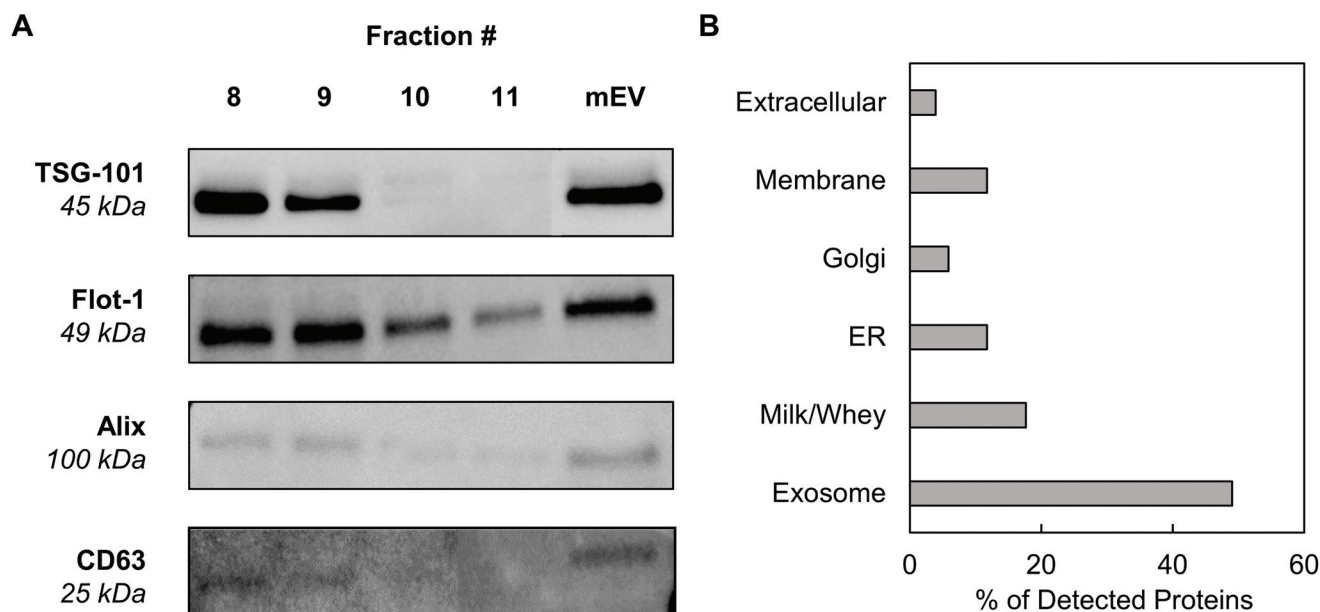 A
Fraction #
8 9 10 11 mEV
TSG-101
45 kDa
Flot-1
49 kDa
Alix
100 kDa
CD63
25 kDa
B
Extracellular
Membrane
Golgi
ER
Milk/Whey
Exosome
0 20 40 60
% of Detected Proteins